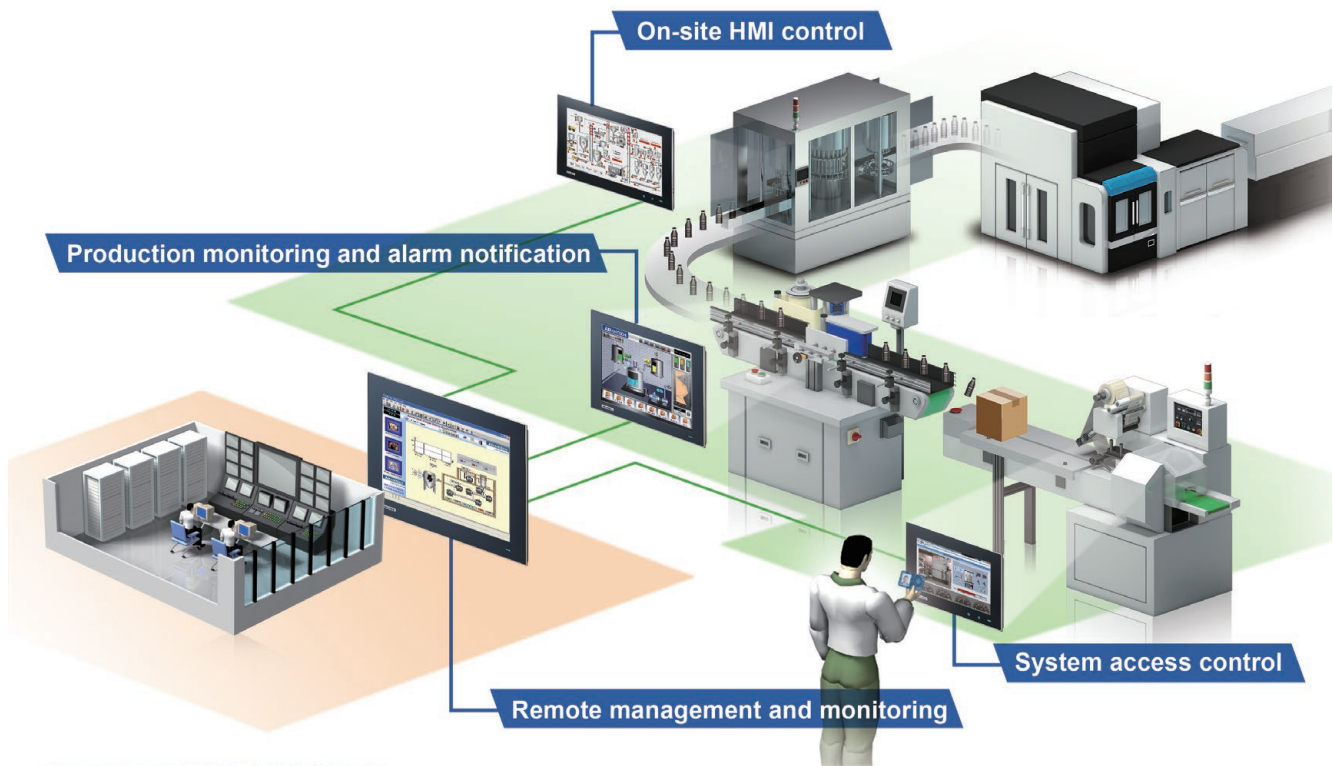 On-site HMI control
Production monitoring and alarm notification
System access control
Remote management and monitoring